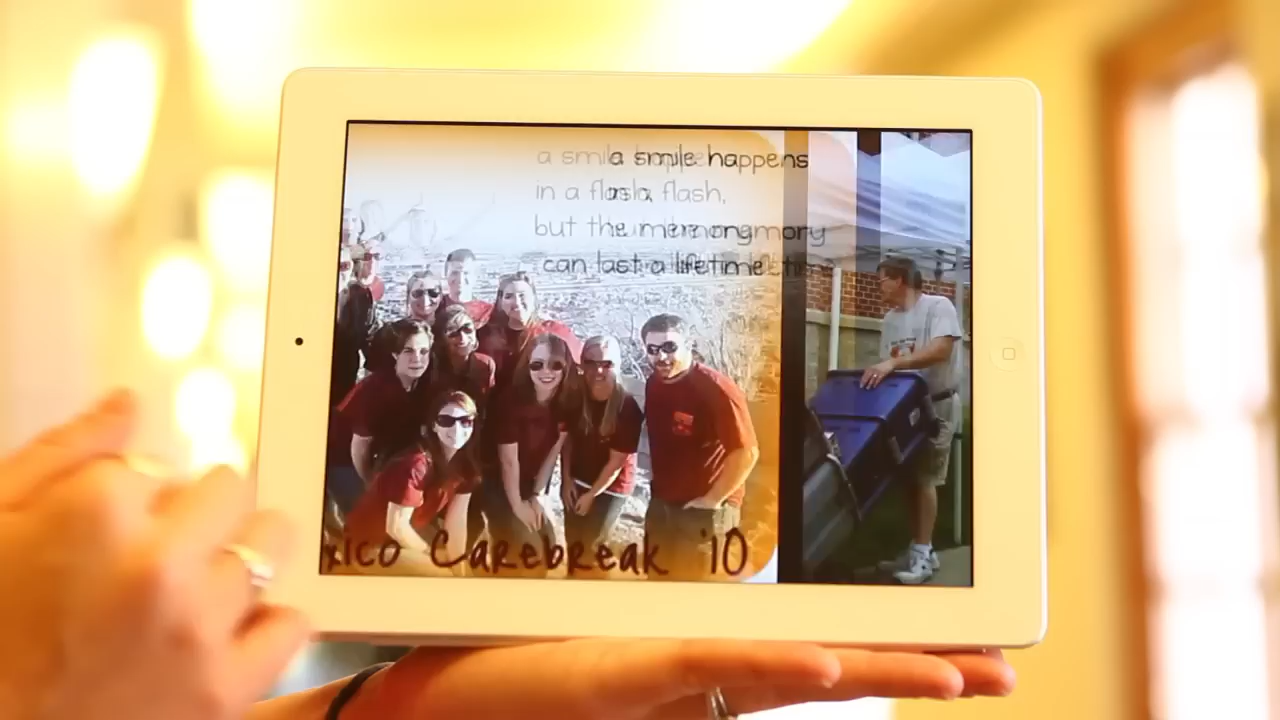 a smile happens
in a flash,
but the memory
can last a lifetime
xico Carebreak '10